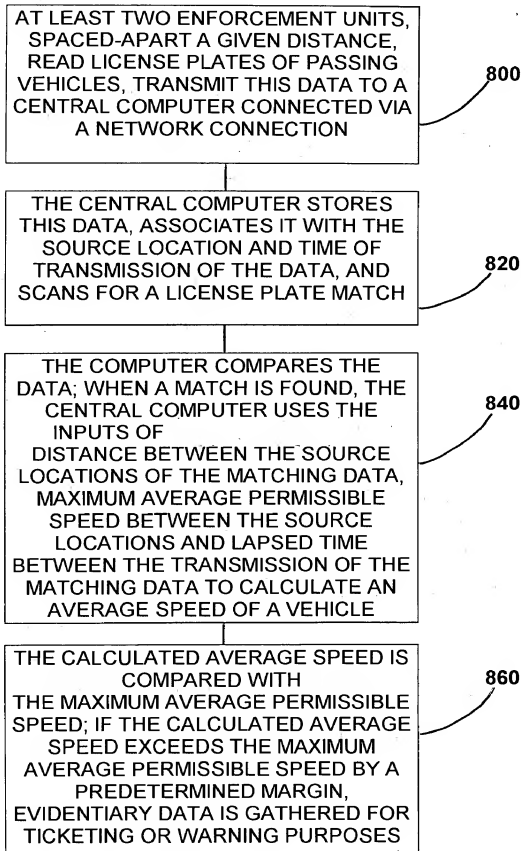 AT LEAST TWO ENFORCEMENT UNITS,
SPACED-APART A GIVEN DISTANCE,
READ LICENSE PLATES OF PASSING
VEHICLES, TRANSMIT THIS DATA TO A
CENTRAL COMPUTER CONNECTED VIA
A NETWORK CONNECTION
800
THE CENTRAL COMPUTER STORES
THIS DATA, ASSOCIATES IT WITH THE
SOURCE LOCATION AND TIME OF
TRANSMISSION OF THE DATA, AND
SCANS FOR A LICENSE PLATE MATCH
820
THE COMPUTER COMPARES THE
DATA; WHEN A MATCH IS FOUND, THE
CENTRAL COMPUTER USES THE
INPUTS OF
DISTANCE BETWEEN THE SOURCE
LOCATIONS OF THE MATCHING DATA,
MAXIMUM AVERAGE PERMISSIBLE
SPEED BETWEEN THE SOURCE
LOCATIONS AND LAPSED TIME
BETWEEN THE TRANSMISSION OF THE
MATCHING DATA TO CALCULATE AN
AVERAGE SPEED OF A VEHICLE
840
THE CALCULATED AVERAGE SPEED IS
COMPARED WITH
THE MAXIMUM AVERAGE PERMISSIBLE
SPEED; IF THE CALCULATED AVERAGE
SPEED EXCEEDS THE MAXIMUM
AVERAGE PERMISSIBLE SPEED BY A
PREDETERMINED MARGIN,
EVIDENTIARY DATA IS GATHERED FOR
TICKETING OR WARNING PURPOSES
860